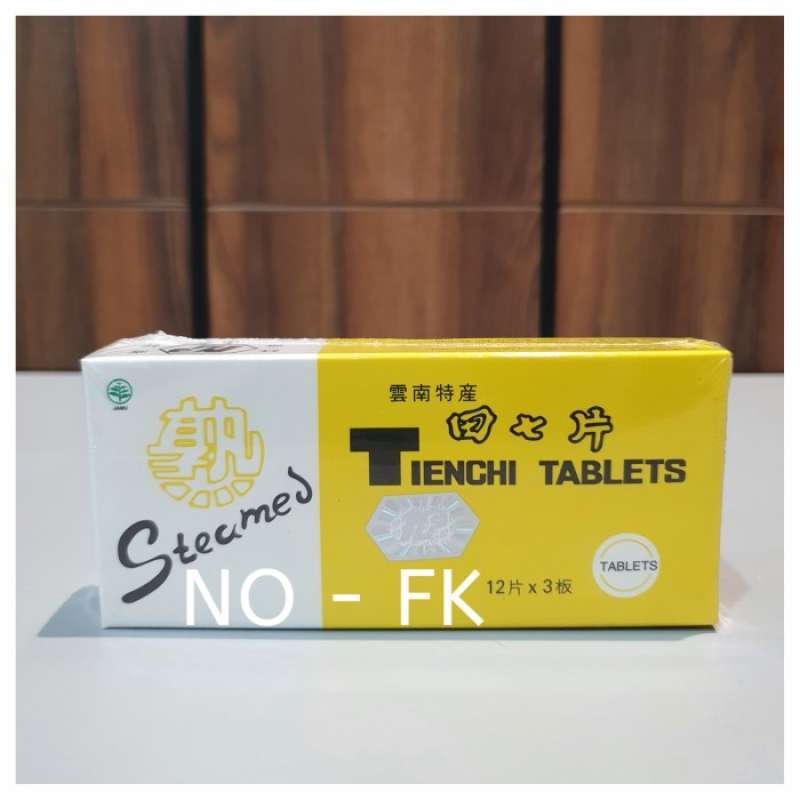 JAMU
熟
Steamed
雲南特産
田七片
TIENCHI TABLETS
12片 x 3板
TABLETS
NO - FK